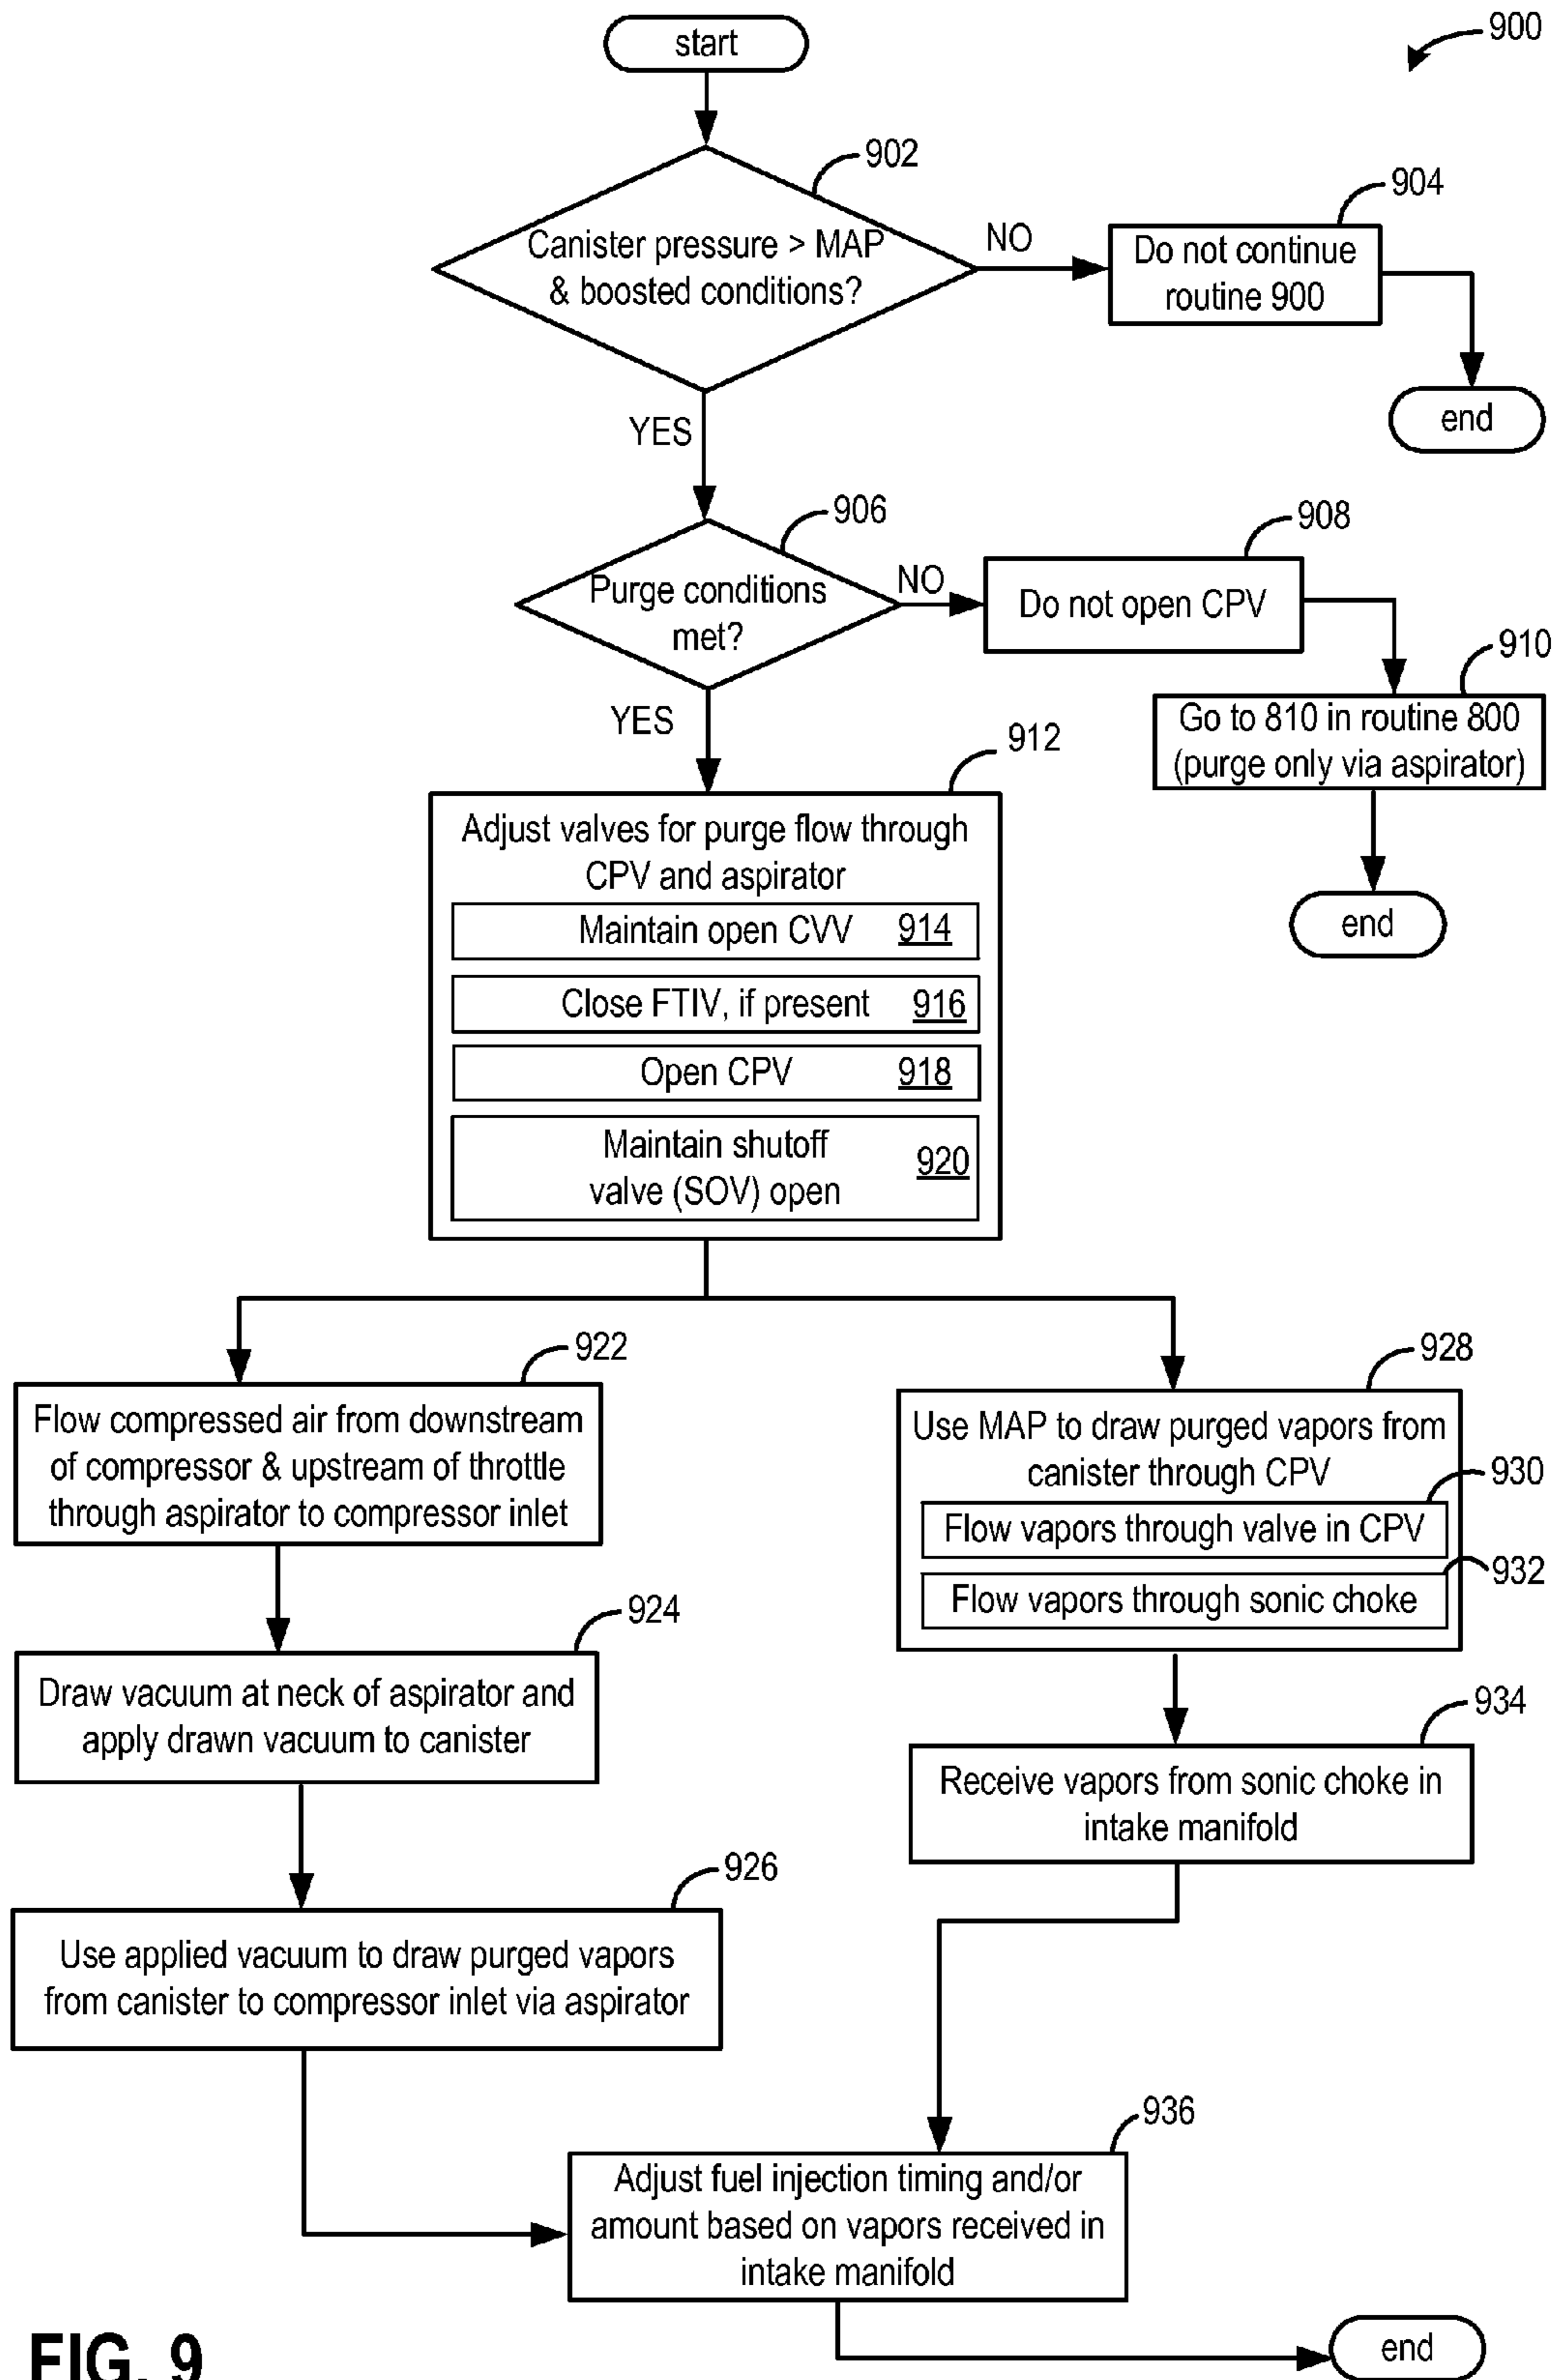 start
900
902
Canister pressure > MAP
& boosted conditions?
NO
904
Do not continue
routine 900
end
YES
906
Purge conditions
met?
NO
908
Do not open CPV
910
Go to 810 in routine 800
(purge only via aspirator)
end
YES
912
Adjust valves for purge flow through
CPV and aspirator
Maintain open CVV 914
Close FTIV, if present 916
Open CPV 918
Maintain shutoff
valve (SOV) open 920
922
Flow compressed air from downstream
of compressor & upstream of throttle
through aspirator to compressor inlet
924
Draw vacuum at neck of aspirator and
apply drawn vacuum to canister
926
Use applied vacuum to draw purged vapors
from canister to compressor inlet via aspirator
928
Use MAP to draw purged vapors from
canister through CPV
930
Flow vapors through valve in CPV
932
Flow vapors through sonic choke
934
Receive vapors from sonic choke in
intake manifold
936
Adjust fuel injection timing and/or
amount based on vapors received in
intake manifold
end
FIG. 9